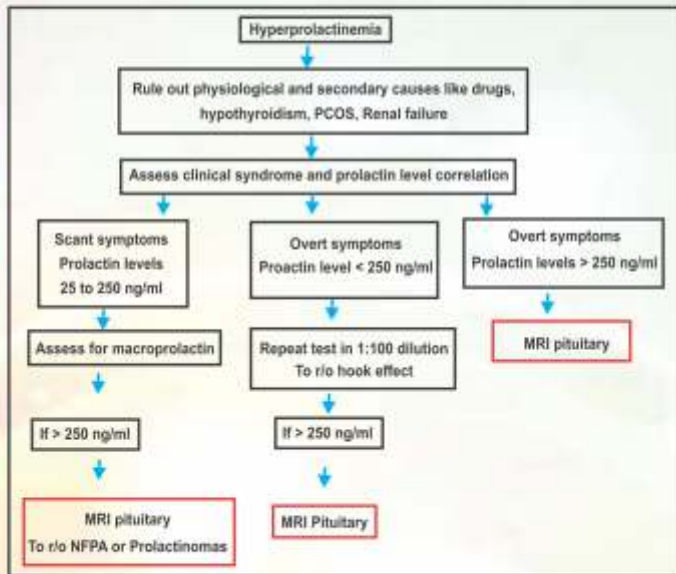 Hyperprolactinemia
Rule out physiological and secondary causes like drugs,
hypothyroidism, PCOS, Renal failure
Assess clinical syndrome and prolactin level correlation
Scant symptoms
Prolactin levels
25 to 250 ng/ml
Assess for macroprolactin
If > 250 ng/ml
MRI pituitary
To r/o NFPA or Prolactinomas
Overt symptoms
Proactin level < 250 ng/ml
Repeat test in 1:100 dilution
To r/o hook effect
If > 250 ng/ml
MRI Pituitary
Overt symptoms
Prolactin levels > 250 ng/ml
MRI pituitary